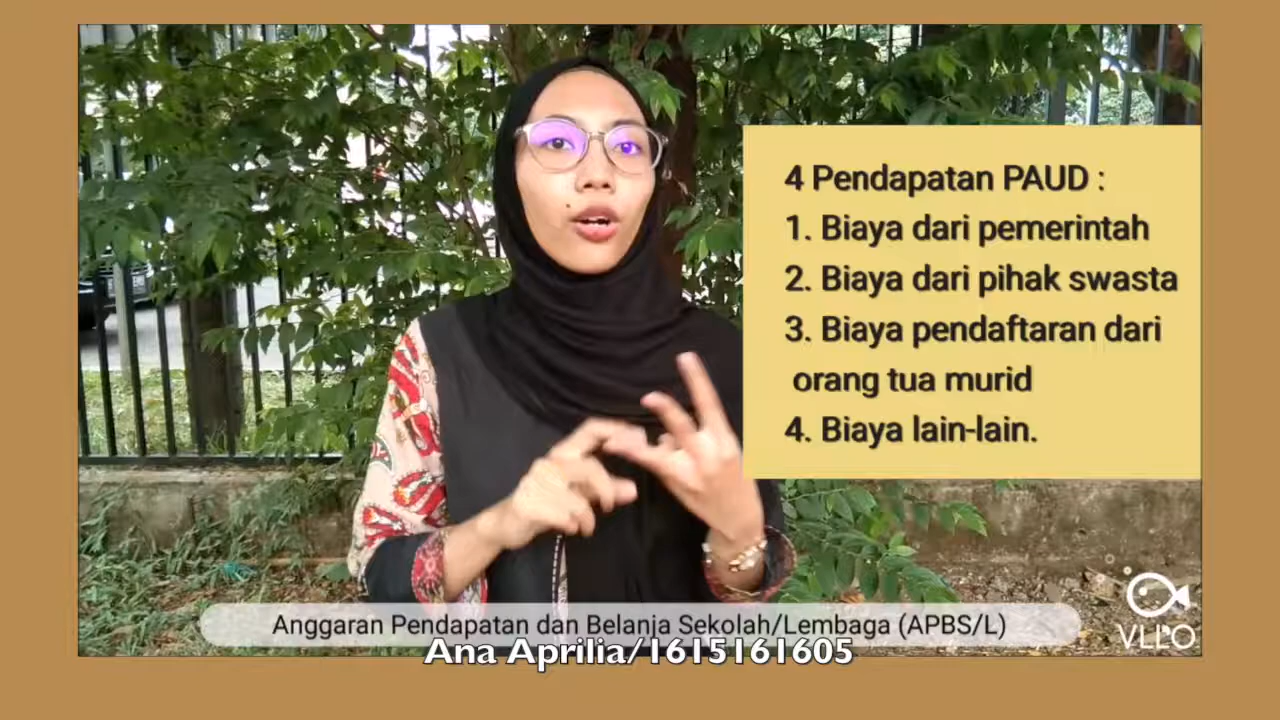 4 Pendapatan PAUD :
1. Biaya dari pemerintah
2. Biaya dari pihak swasta
3. Biaya pendaftaran dari
orang tua murid
4. Biaya lain-lain.
Anggaran Pendapatan dan Belanja Sekolah/Lembaga (APBS/L)
Ana Aprilia/1615161605
VLLO